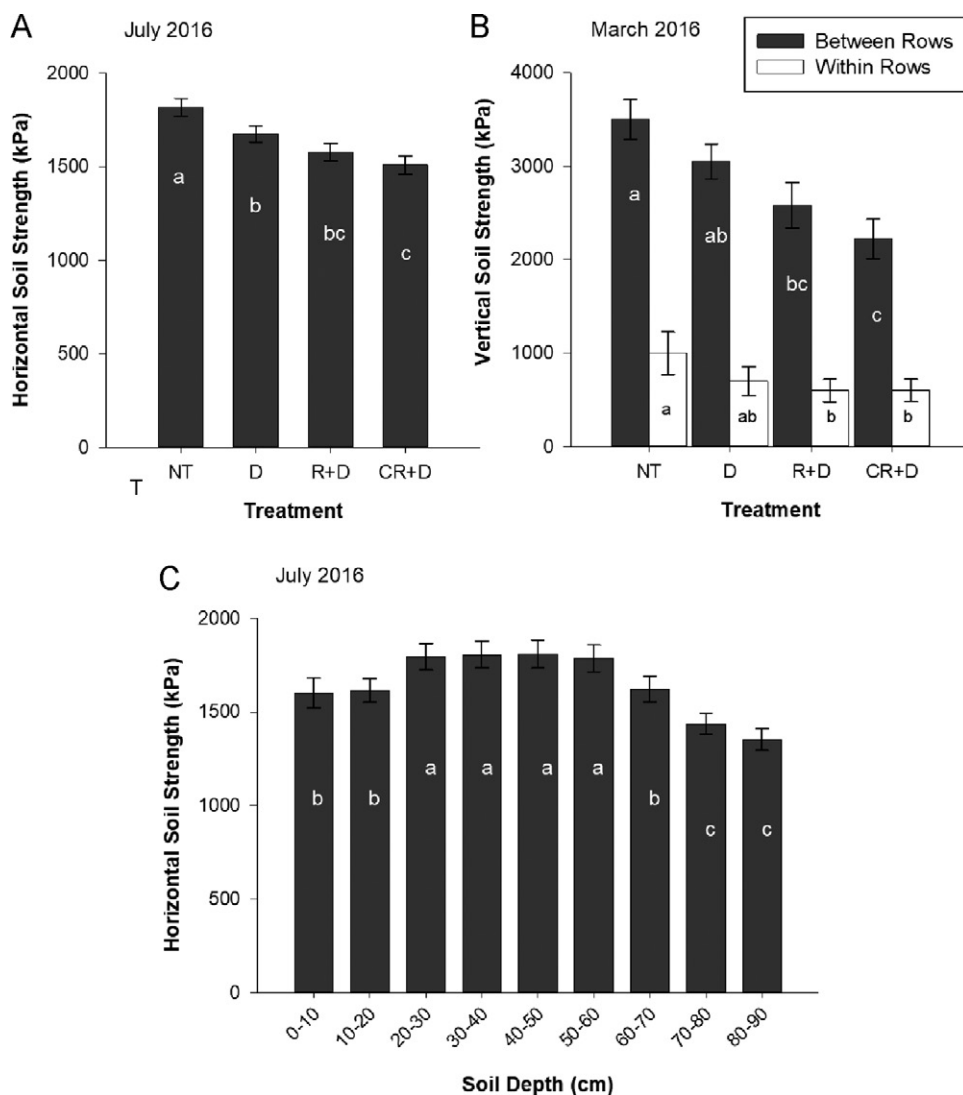 A
July 2016
Horizontal Soil Strength (kPa)
2000
1500
1000
500
0
a
b
bc
c
T
NT D R+D CR+D
Treatment
B
March 2016
Between Rows
Within Rows
Vertical Soil Strength (kPa)
4000
3000
2000
1000
0
a
ab
bc
c
a
ab
b
b
NT D R+D CR+D
Treatment
C
July 2016
Horizontal Soil Strength (kPa)
2000
1500
1000
500
0
b b a a a a b c c
0-10 10-20 20-30 30-40 40-50 50-60 60-70 70-80 80-90
Soil Depth (cm)